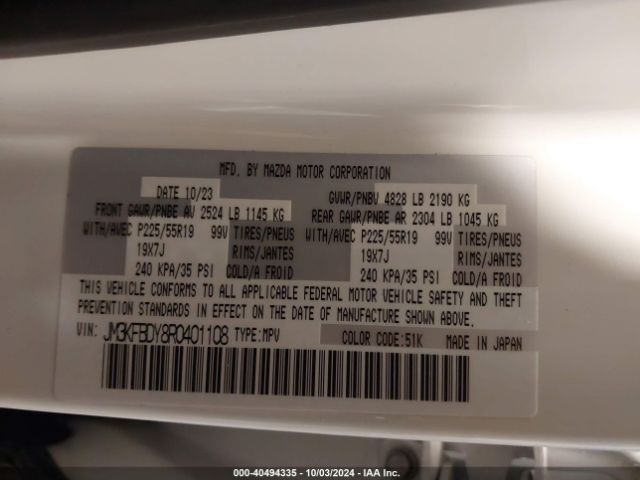 MFD. BY MAZDA MOTOR CORPORATION
DATE 10/23 GVWR/PNBV 4828 LB 2190 KG
FRONT GAWR/PNBE AV 2524 LB 1145 KG REAR GAWR/PNBE AR 2304 LB 1045 KG
WITH/AVEC P225/55R19 99V TIRES/PNEUS WITH/AVEC P225/55R19 99V TIRES/PNEUS
19X7J RIMS/JANTES 19X7J RIMS/JANTES
240 KPA/35 PSI COLD/A FROID 240 KPA/35 PSI COLD/A FROID
THIS VEHICLE CONFORMS TO ALL APPLICABLE FEDERAL MOTOR VEHICLE SAFETY AND THEFT
PREVENTION STANDARDS IN EFFECT ON THE DATE OF MANUFACTURE SHOWN ABOVE.
VIN: JM3KFBDY8R0401108 TYPE:MPV COLOR CODE:51K MADE IN JAPAN
000-40494335 - 10/03/2024 - IAA Inc.